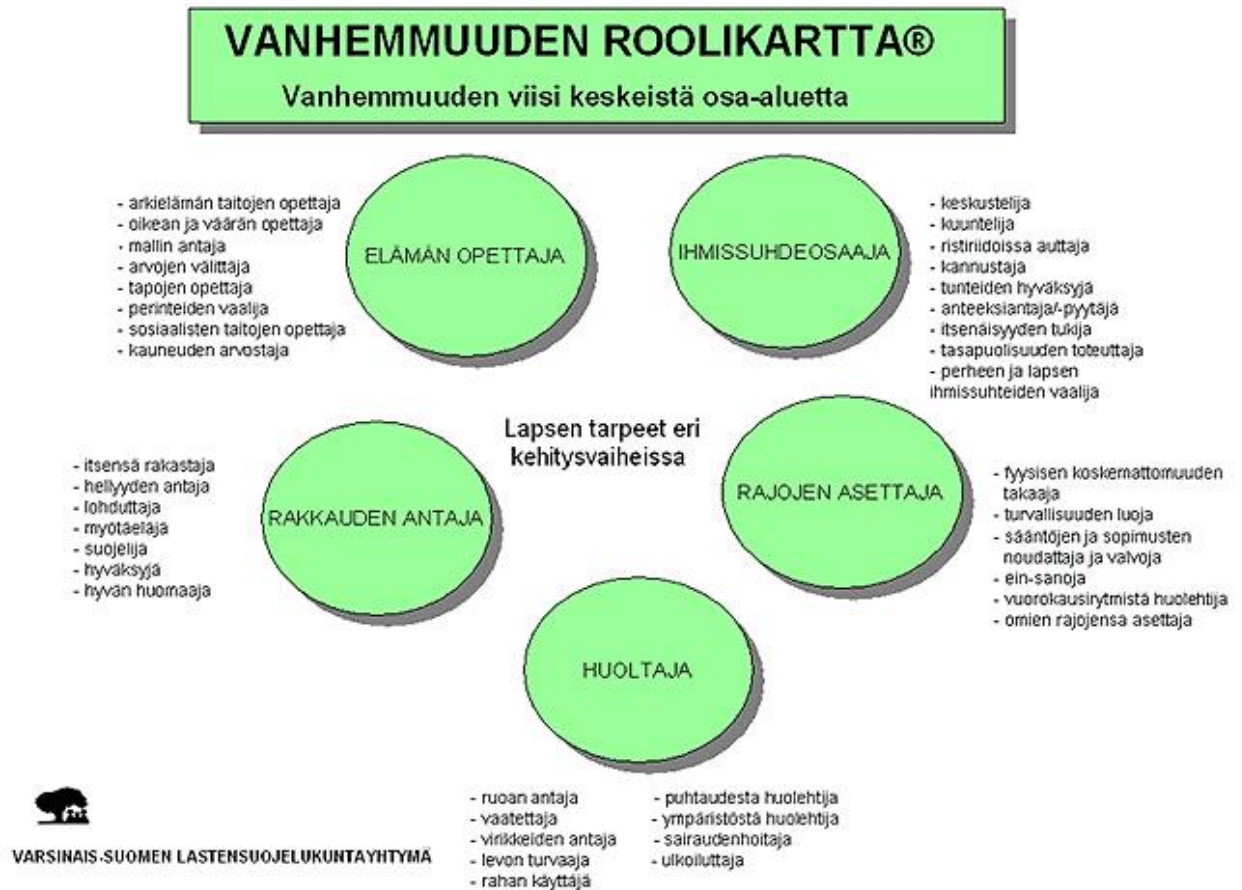 VANHEMMUUDEN ROOLIKARTTA®
Vanhemmuuden viisi keskeistä osa-aluetta
- arkielämän taitojen opettaja
- oikean ja väärän opettaja
- mallin antaja
- arvojen välittäjä
- tapojen opettaja
- perinteiden vaalija
- sosiaalisten taitojen opettaja
- kauneuden arvostaja
ELÄMÄN OPETTAJA
IHMISSUHDEOSAAJA
- keskustelija
- kuuntelija
- ristiriidoissa auttaja
- kannustaja
- tunteiden hyväksyjä
- anteeksiantaja/-pyytäjä
- itsenäisyyden tukija
- tasapuolisuuden toteuttaja
- perheen ja lapsen
ihmissuhteiden vaalija
Lapsen tarpeet eri
kehitysvaiheissa
- itsensä rakastaja
- hellyyden antaja
- lohduttaja
- myötäeläjä
- suojelija
- hyväksyjä
- hyvän huomaaja
RAKKAUDEN ANTAJA
RAJOJEN ASETTAJA
- fyysisen koskemattomuuden
takaaja
- turvallisuuden luoja
- sääntöjen ja sopimusten
noudattaja ja valvoja
- ein-sanoja
- vuorokausirytmistä huolehtija
- omien rajojensa asettaja
HUOLTAJA
- ruoan antaja
- vaatettaja
- virikkeiden antaja
- levon turvaaja
- rahan käyttäjä
- puhtaudesta huolehtija
- ympäristöstä huolehtija
- sairaudenhoitaja
- ulkoiluttaja
VARSINAIS-SUOMEN LASTENSUOJELUKUNTAYHTYMÄ